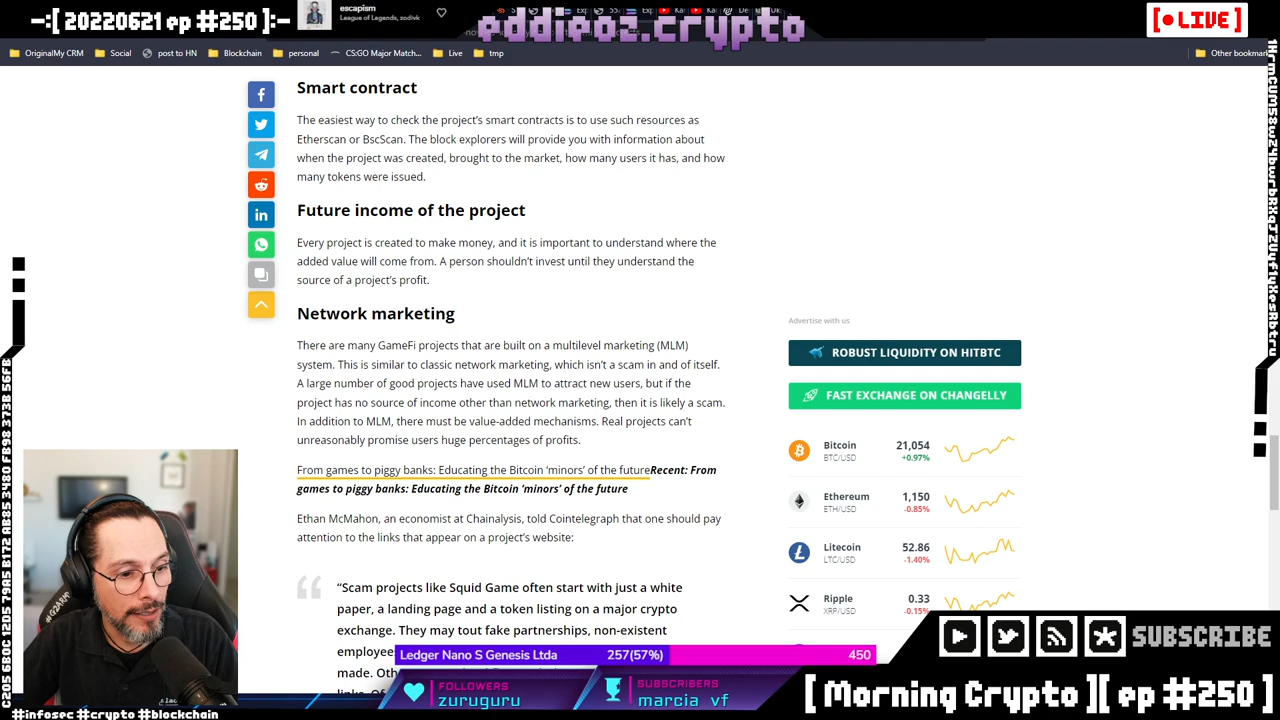 -:[ 20220621 ep #250 ]:-
escapism
League of Legends, zodivk
eddieoz.crypto
[● LIVE]
OriginalMy CRM
Social
post to HN
Blockchain
personal
CS:GO Major Match...
Live
tmp
Other bookmar
Smart contract
The easiest way to check the project's smart contracts is to use such resources as
Etherscan or BscScan. The block explorers will provide you with information about
when the project was created, brought to the market, how many users it has, and how
many tokens were issued.
Future income of the project
Every project is created to make money, and it is important to understand where the
added value will come from. A person shouldn't invest until they understand the
source of a project's profit.
Network marketing
There are many GameFi projects that are built on a multilevel marketing (MLM)
system. This is similar to classic network marketing, which isn't a scam in and of itself.
A large number of good projects have used MLM to attract new users, but if the
project has no source of income other than network marketing, then it is likely a scam.
In addition to MLM, there must be value-added mechanisms. Real projects can't
unreasonably promise users huge percentages of profits.
From games to piggy banks: Educating the Bitcoin 'minors' of the futureRecent: From
games to piggy banks: Educating the Bitcoin 'minors' of the future
Ethan McMahon, an economist at Chainalysis, told Cointelegraph that one should pay
attention to the links that appear on a project's website:
"Scam projects like Squid Game often start with just a white
paper, a landing page and a token listing on a major crypto
exchange. They may tout fake partnerships, non-existent
employee
made. Oth
Advertise with us
ROBUST LIQUIDITY ON HITBTC
FAST EXCHANGE ON CHANGELLY
Bitcoin 21,054
BTC/USD +0.97%
Ethereum 1,150
ETH/USD -0.85%
Litecoin 52.86
LTC/USD -1.40%
Ripple 0.33
XRP/USD -0.15%
Ledger Nano S Genesis Ltda 257(57%) 450
FOLLOWERS
zuruguru
SUBSCRIBERS
marcia_vf
SUBSCRIBE
[ Morning Crypto ][ ep #250 ]
#infosec #crypto #blockchain